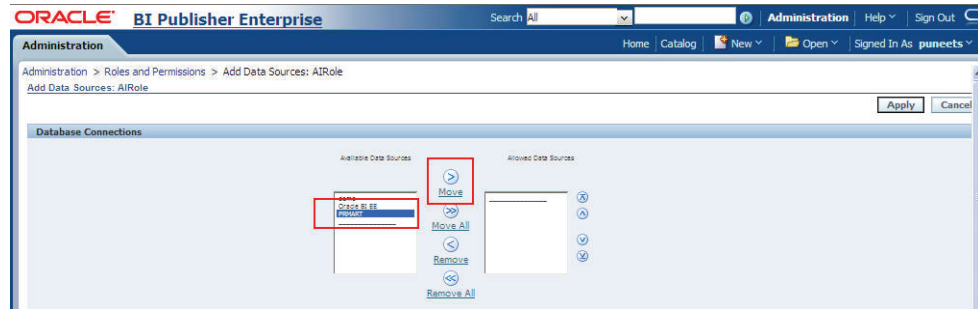 ORACLE BI Publisher Enterprise Search All Administration Help Sign Out
Administration Home Catalog New Open Signed In As puneets
Administration > Roles and Permissions > Add Data Sources: AIRole
Add Data Sources: AIRole
Apply Cancel
Database Connections
Available Data Sources Allowed Data Sources
Move
demo
Oracle BI EE
PRMART
Move All
Remove
Remove All